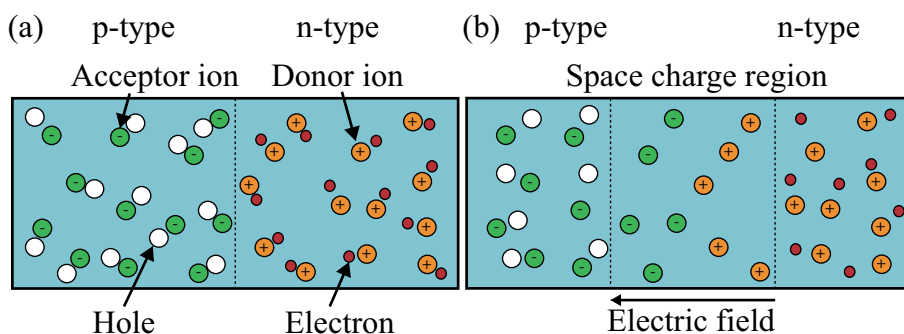 (a) p-type n-type
Acceptor ion Donor ion
Hole Electron
(b) p-type n-type
Space charge region
Electric field